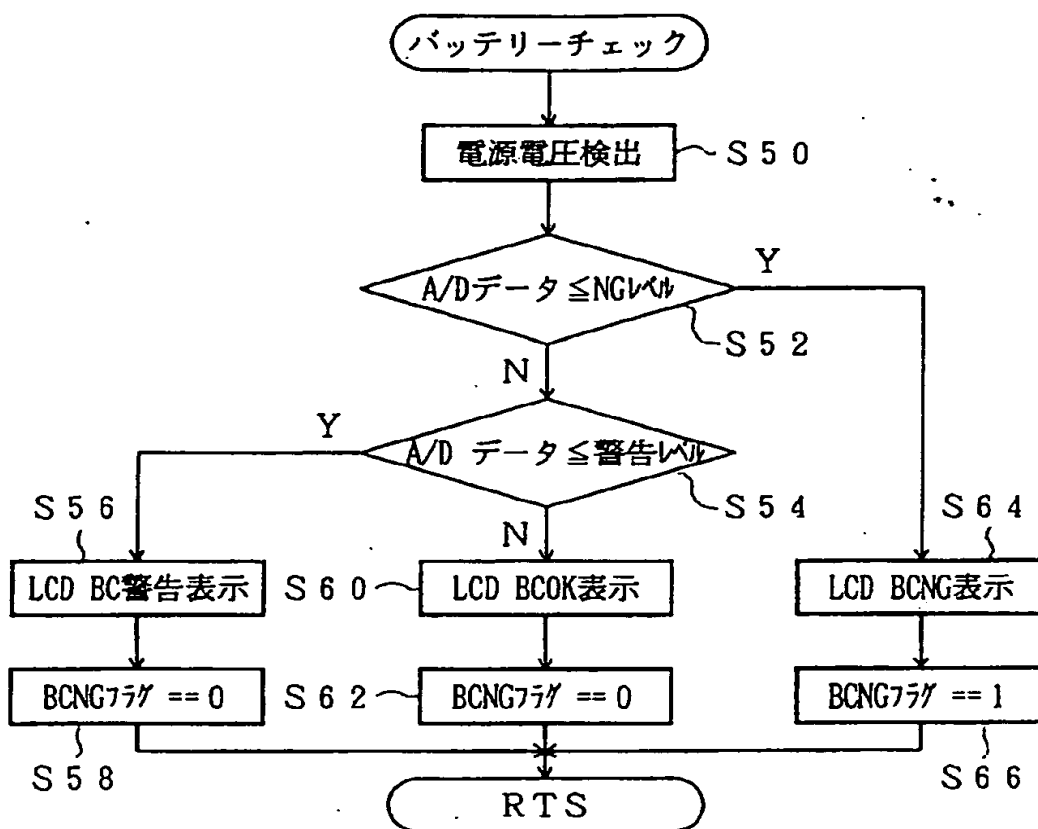 バッテリーチェック
電源電圧検出
S50
A/Dデータ≦NGレベル
Y
S52
N
A/D データ≦警告レベル
Y
S54
N
S56
LCD BC警告表示
S60
LCD BCOK表示
S64
LCD BCNG表示
BCNGフラグ == 0
S58
S62
BCNGフラグ == 0
BCNGフラグ == 1
S66
RTS